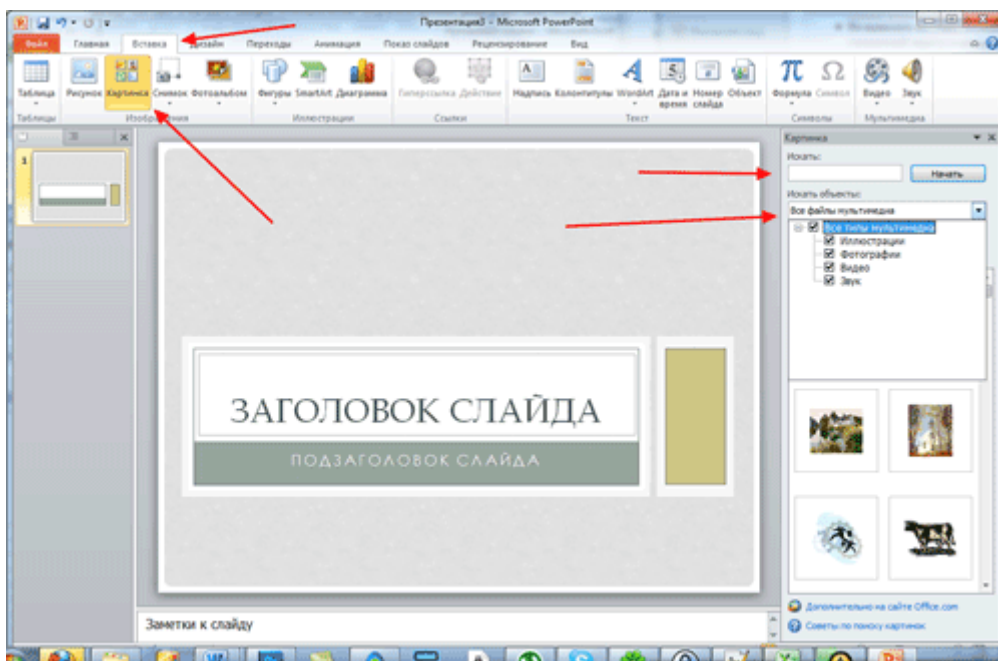 Презентация3 - Microsoft PowerPoint
Файл Главная Вставка Дизайн Переходы Анимация Показ слайдов Рецензирование Вид
Таблица Рисунок Картинка Снимок Фотоальбом Фигуры SmartArt Диаграмма Гиперссылка Действие Надпись Колонтитулы WordArt Дата и время Номер слайда Объект Формула Символ Видео Звук
Таблицы Изображения Иллюстрации Ссылки Текст Символы Мультимедиа
Картинка
Искать:
Начать
Искать объекты:
Все файлы мультимедиа
Все типы мультимедиа
Иллюстрации
Фотографии
Видео
Звук
1
ЗАГОЛОВОК СЛАЙДА
ПОДЗАГОЛОВОК СЛАЙДА
Дополнительно на сайте Office.com
Советы по поиску картинок
Заметки к слайду